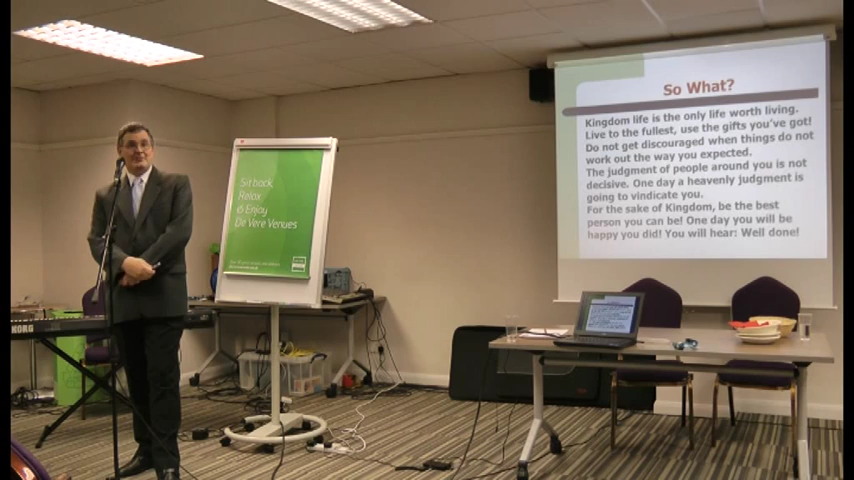 So What?
Kingdom life is the only life worth living.
Live to the fullest, use the gifts you've got!
Do not get discouraged when things do not
work out the way you expected.
The judgment of people around you is not
decisive. One day a heavenly judgment is
going to vindicate you.
For the sake of Kingdom, be the best
person you can be! One day you will be
happy you did! You will hear: Well done!
Sit back,
Relax
& Enjoy
De Vere Venues
KORG